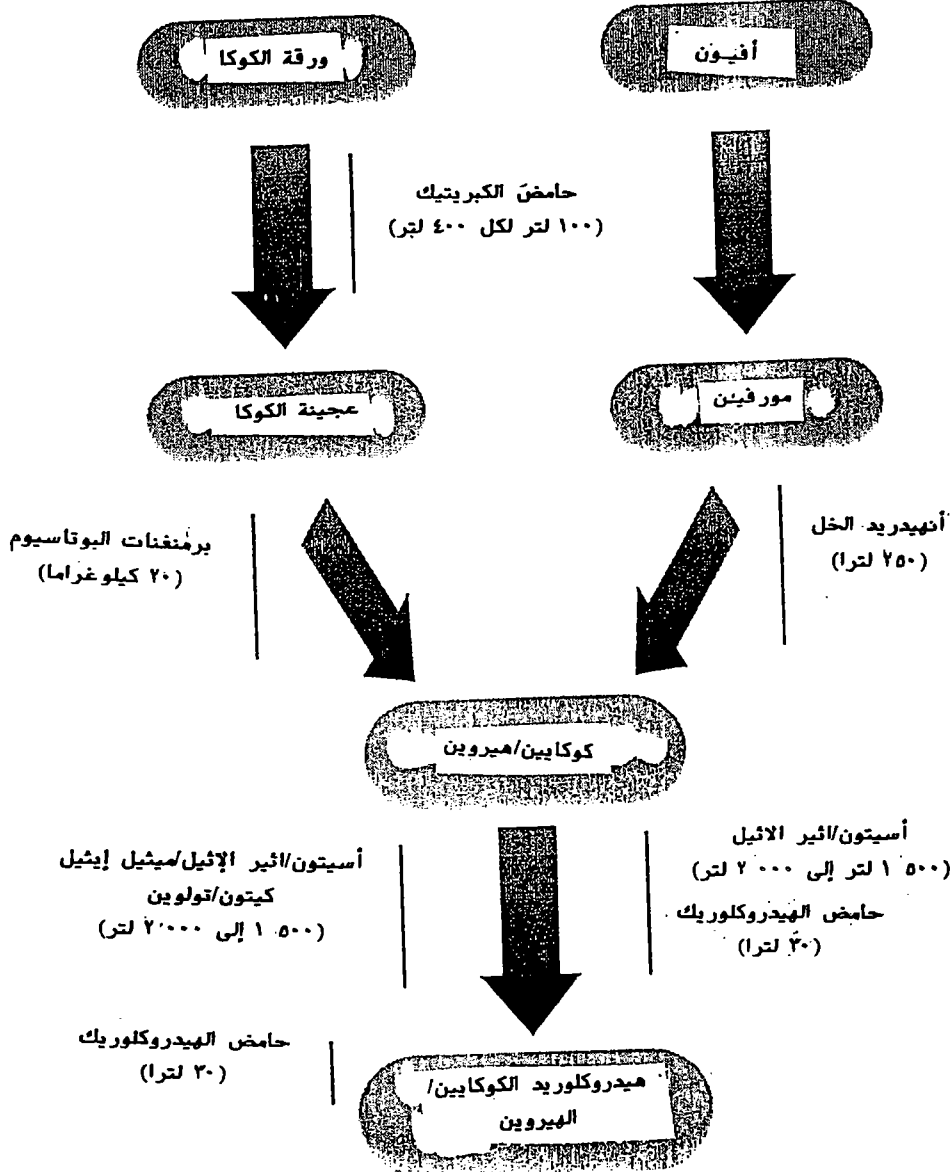 ورقة الكوكا
أفيون
حامض الكبريتيك
(١٠٠ لتر لكل ٤٠٠ لتر)
عجينة الكوكا
مورفين
برمنغنات البوتاسيوم
(٢٠ كيلوغراما)
أنهيدريد الخل
(٢٥٠ لترا)
كوكايين/هيروين
أسيتون/اثير الإثيل/ميثيل إيثيل
كيتون/تولوين
(١ ٥٠٠ إلى ٢ ٠٠٠ لتر)
أسيتون/اثير الاثيل
(١ ٥٠٠ لتر إلى ٢ ٠٠٠ لتر)
حامض الهيدروكلوريك
(٣٠ لترا)
حامض الهيدروكلوريك
(٣٠ لترا)
هيدروكلوريد الكوكايين/
الهيروين